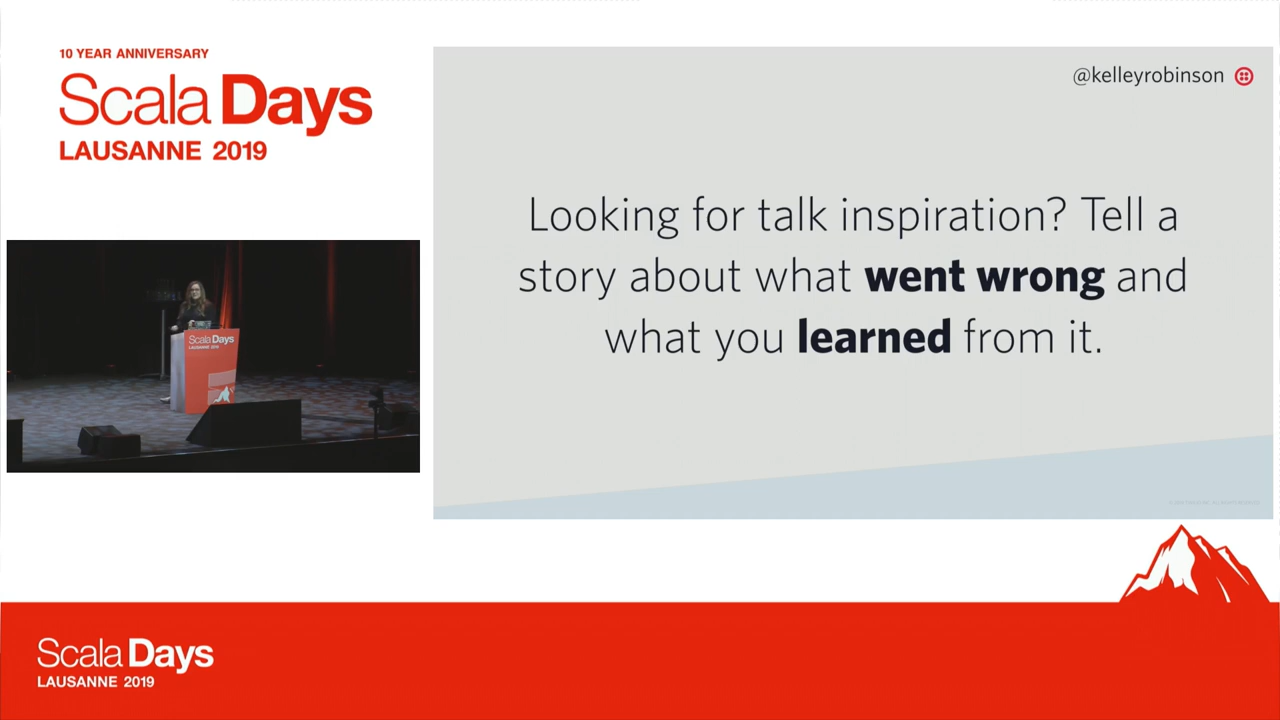 10 YEAR ANNIVERSARY
Scala Days
LAUSANNE 2019
@kelleyrobinson
Looking for talk inspiration? Tell a
story about what went wrong and
what you learned from it.
Scala Days
LAUSANNE 2019
Scala Days
LAUSANNE 2019